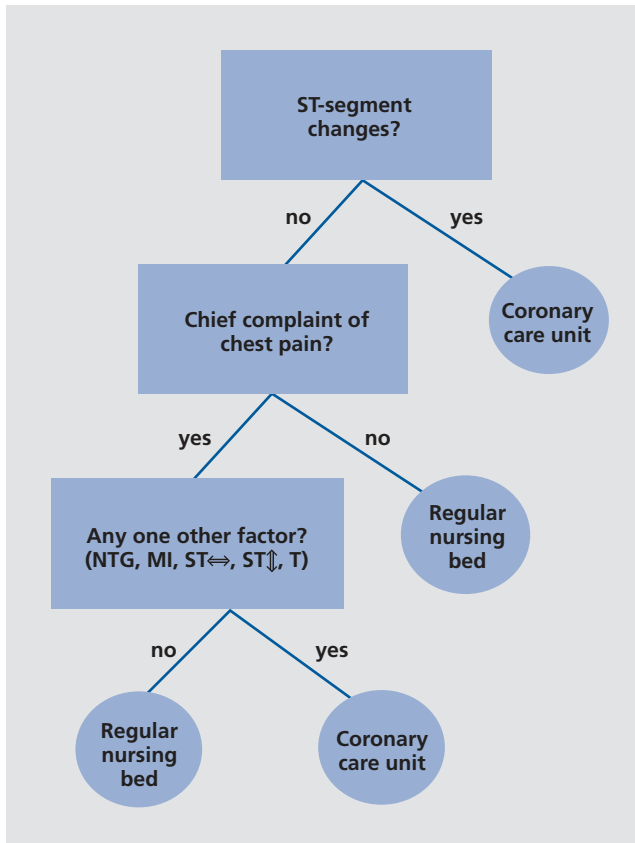 ST-segment
changes?
no
yes
Chief complaint of
chest pain?
Coronary
care unit
yes
no
Any one other factor?
(NTG, MI, ST⇔, ST⇕, T)
Regular
nursing
bed
no
yes
Regular
nursing
bed
Coronary
care unit